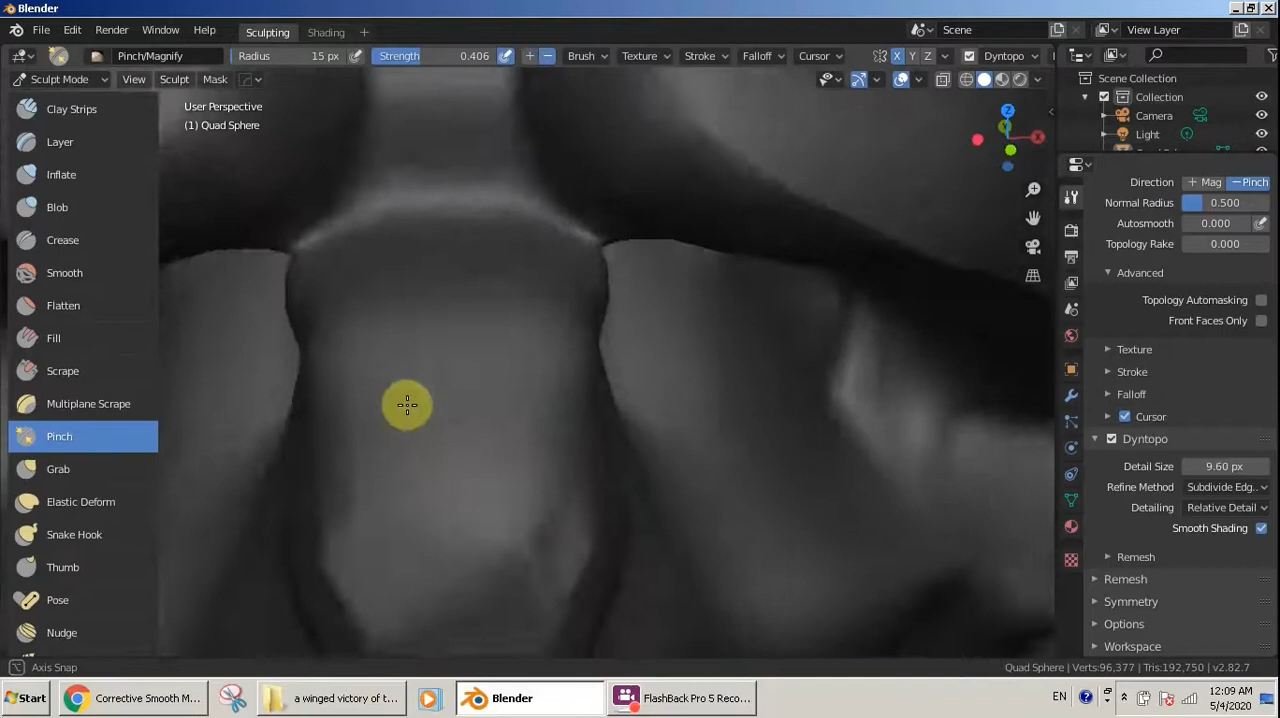 Blender
File Edit Render Window Help Sculpting Shading + Scene View Layer
Pinch/Magnify Radius 15 px Strength 0.406 + − Brush Texture Stroke Falloff Cursor X Y Z Dyntopo
Sculpt Mode View Sculpt Mask
Scene Collection
Collection
Camera
Light
User Perspective
(1) Quad Sphere
Z
X
Clay Strips
Layer
Inflate
Blob
Crease
Smooth
Flatten
Fill
Scrape
Multiplane Scrape
Pinch
Grab
Elastic Deform
Snake Hook
Thumb
Pose
Nudge
Direction + Mag − Pinch
Normal Radius 0.500
Autosmooth 0.000
Topology Rake 0.000
Advanced
Topology Automasking
Front Faces Only
Texture
Stroke
Falloff
Cursor
Dyntopo
Detail Size 9.60 px
Refine Method Subdivide Edg..
Detailing Relative Detail
Smooth Shading
Remesh
Remesh
Symmetry
Options
Workspace
Axis Snap
Quad Sphere | Verts:96,377 | Tris:192,750 | v2.82.7
Start Corrective Smooth M... a winged victory of t... Blender FlashBack Pro 5 Reco... EN 12:09 AM
5/4/2020